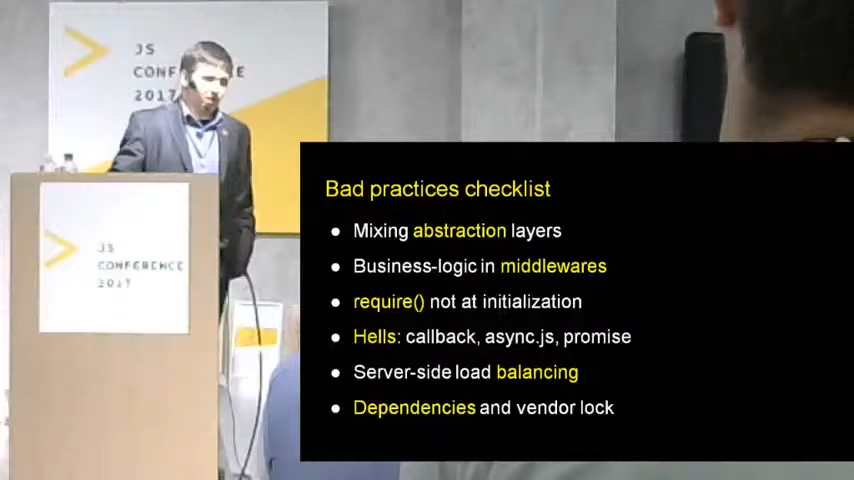 JS
CONFERENCE
2017
JS
CONFERENCE
2017
Bad practices checklist
● Mixing abstraction layers
● Business-logic in middlewares
● require() not at initialization
● Hells: callback, async.js, promise
● Server-side load balancing
● Dependencies and vendor lock